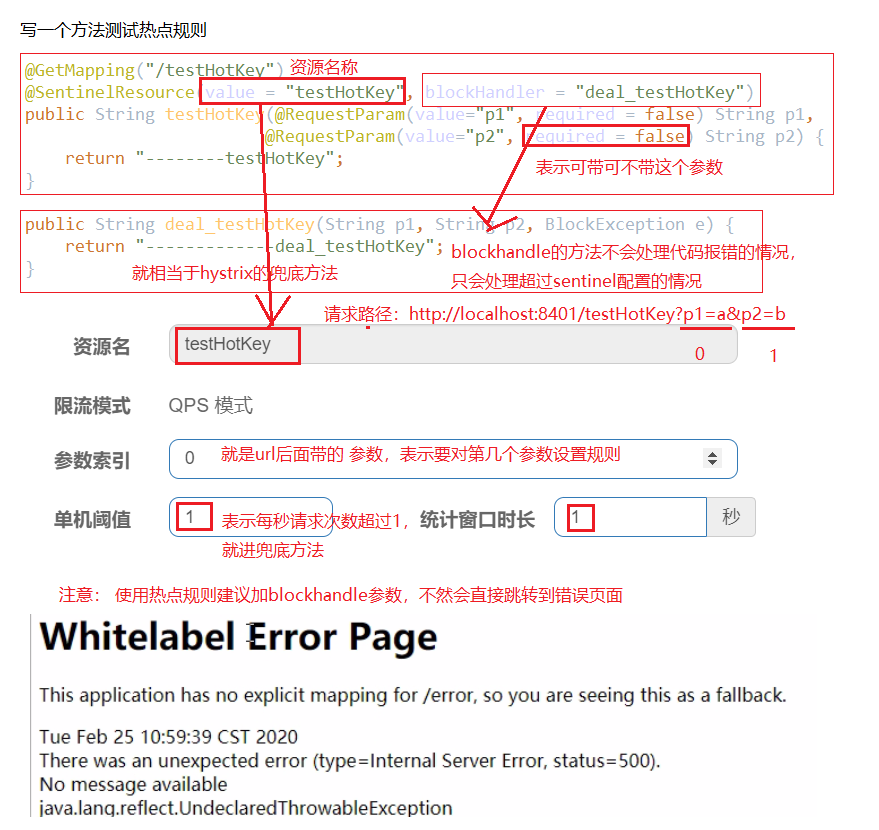 写一个方法测试热点规则
@GetMapping("/testHotKey") 资源名称
@SentinelResource(value = "testHotKey", blockHandler = "deal_testHotKey")
public String testHotKey(@RequestParam(value="p1", required = false) String p1,
@RequestParam(value="p2", required = false) String p2) {
return "--------testHotKey";
表示可带可不带这个参数
}
public String deal_testHotKey(String p1, String p2, BlockException e) {
return "------------deal_testHotKey";
blockhandle的方法不会处理代码报错的情况,
}
就相当于hystrix的兜底方法
只会处理超过sentinel配置的情况
请求路径：http://localhost:8401/testHotKey?p1=a&p2=b
资源名 testHotKey 0 1
限流模式 QPS 模式
参数索引 0 就是url后面带的 参数，表示要对第几个参数设置规则
单机阈值 1 表示每秒请求次数超过1， 统计窗口时长 1 秒
就进兜底方法
注意： 使用热点规则建议加blockhandle参数，不然会直接跳转到错误页面
Whitelabel Error Page
This application has no explicit mapping for /error, so you are seeing this as a fallback.
Tue Feb 25 10:59:39 CST 2020
There was an unexpected error (type=Internal Server Error, status=500).
No message available
java.lang.reflect.UndeclaredThrowableException